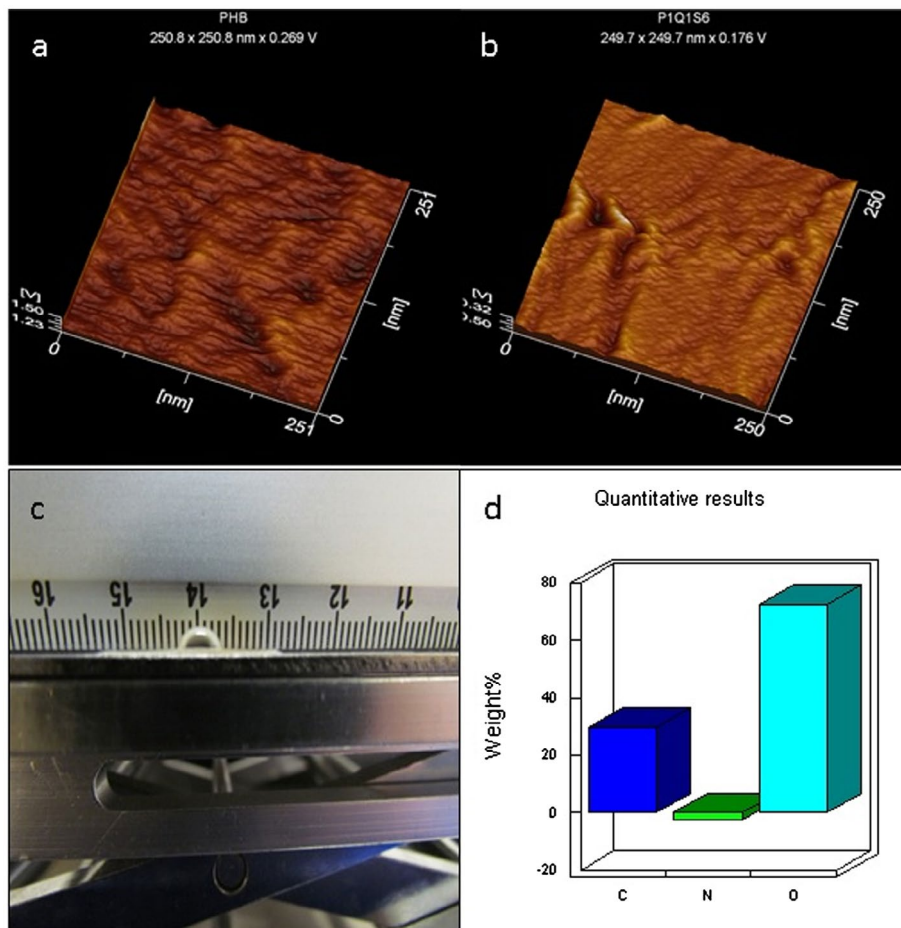 PHB
250.8 x 250.8 nm x 0.269 V
a
251
[nm]
0
0
[nm]
251
P1Q1S6
249.7 x 249.7 nm x 0.176 V
b
250
[nm]
0
0
[nm]
250
c
16 15 14 13 12 11
d
Quantitative results
Weight%
80
60
40
20
0
-20
C N O